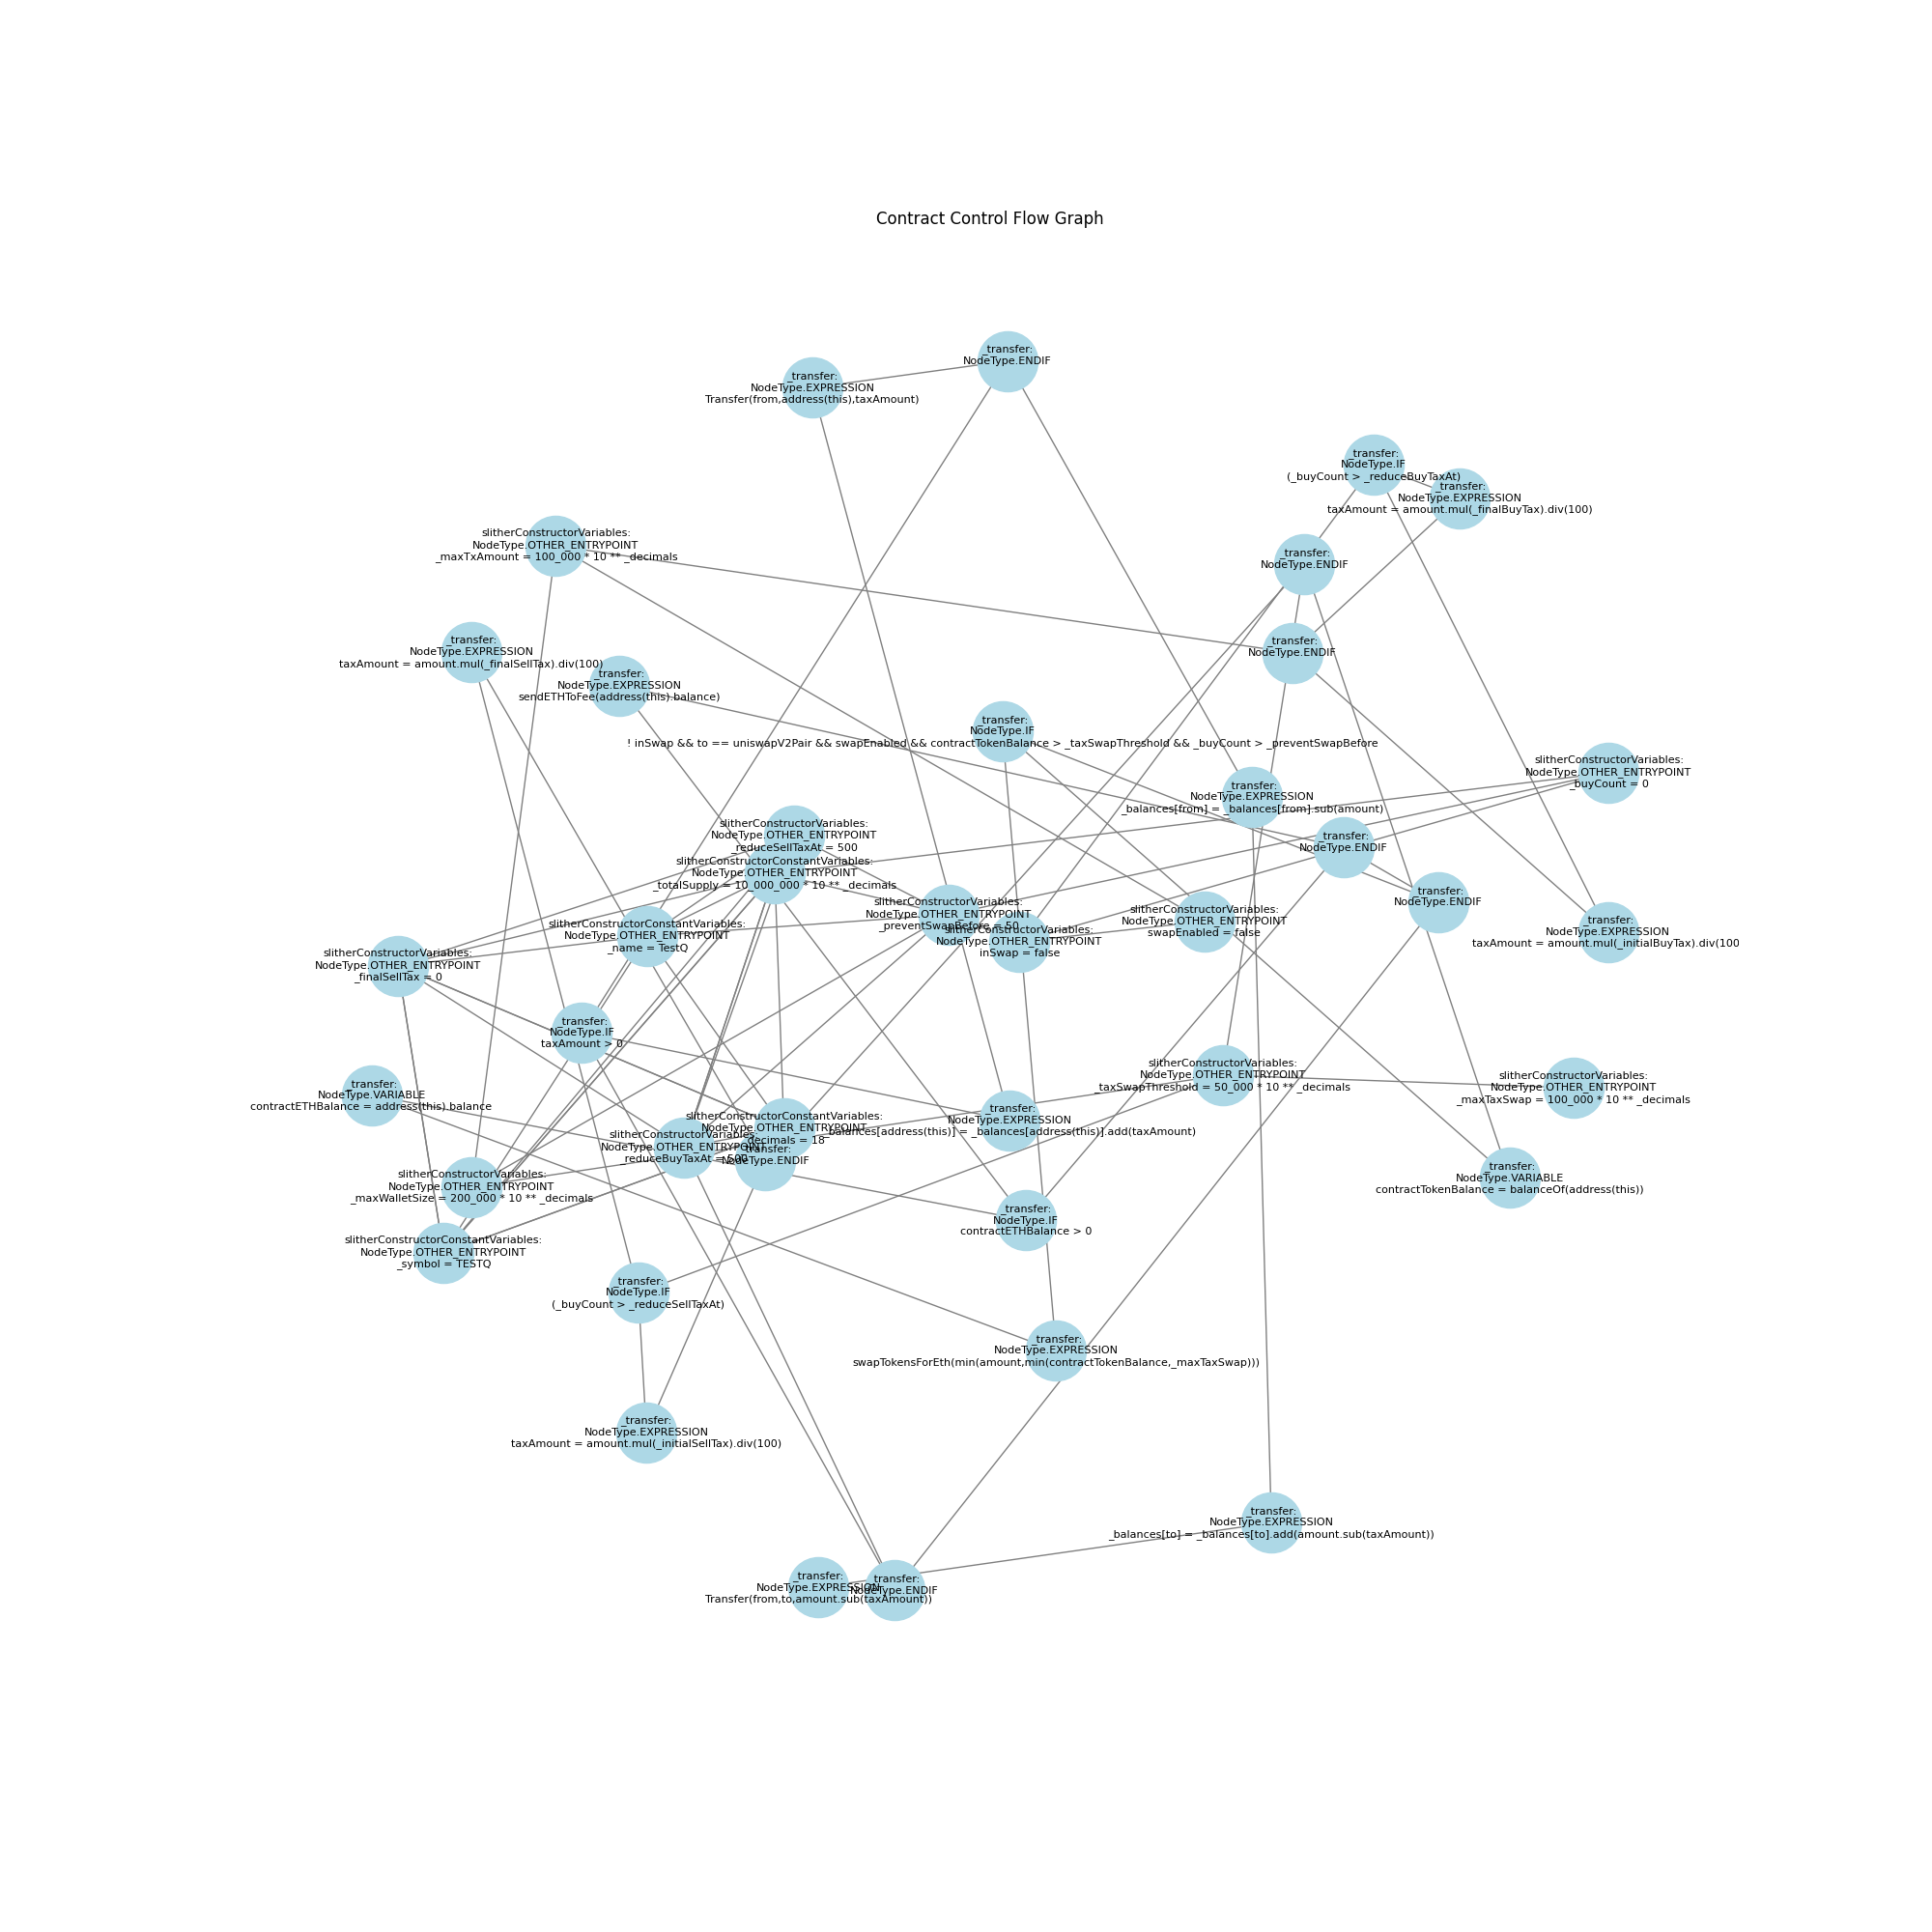 Contract Control Flow Graph
_transfer:
NodeType.ENDIF
_transfer:
NodeType.EXPRESSION
Transfer(from,address(this),taxAmount)
_transfer:
NodeType.IF
(_buyCount > _reduceBuyTaxAt)
_transfer:
NodeType.EXPRESSION
taxAmount = amount.mul(_finalBuyTax).div(100)
slitherConstructorVariables:
NodeType.OTHER_ENTRYPOINT
_maxTxAmount = 100_000 * 10 ** _decimals
_transfer:
NodeType.ENDIF
_transfer:
NodeType.EXPRESSION
taxAmount = amount.mul(_finalSellTax).div(100)
_transfer:
NodeType.ENDIF
_transfer:
NodeType.EXPRESSION
sendETHToFee(address(this).balance)
_transfer:
NodeType.IF
! inSwap && to == uniswapV2Pair && swapEnabled && contractTokenBalance > _taxSwapThreshold && _buyCount > _preventSwapBefore
slitherConstructorVariables:
NodeType.OTHER_ENTRYPOINT
_buyCount = 0
_transfer:
NodeType.EXPRESSION
_balances[from] = _balances[from].sub(amount)
slitherConstructorVariables:
NodeType.OTHER_ENTRYPOINT
_reduceSellTaxAt = 500
_transfer:
NodeType.ENDIF
slitherConstructorConstantVariables:
NodeType.OTHER_ENTRYPOINT
_totalSupply = 10_000_000 * 10 ** _decimals
_transfer:
NodeType.ENDIF
slitherConstructorVariables:
NodeType.OTHER_ENTRYPOINT
_preventSwapBefore = 50
slitherConstructorVariables:
NodeType.OTHER_ENTRYPOINT
swapEnabled = false
slitherConstructorConstantVariables:
NodeType.OTHER_ENTRYPOINT
_name = TestQ
slitherConstructorVariables:
NodeType.OTHER_ENTRYPOINT
inSwap = false
_transfer:
NodeType.EXPRESSION
taxAmount = amount.mul(_initialBuyTax).div(100
slitherConstructorVariables:
NodeType.OTHER_ENTRYPOINT
_finalSellTax = 0
_transfer:
NodeType.IF
taxAmount > 0
slitherConstructorVariables:
NodeType.OTHER_ENTRYPOINT
_taxSwapThreshold = 50_000 * 10 ** _decimals
slitherConstructorVariables:
NodeType.OTHER_ENTRYPOINT
_maxTaxSwap = 100_000 * 10 ** _decimals
_transfer:
NodeType.VARIABLE
contractETHBalance = address(this).balance
_transfer:
NodeType.EXPRESSION
_balances[address(this)] = _balances[address(this)].add(taxAmount)
slitherConstructorConstantVariables:
NodeType.OTHER_ENTRYPOINT
_decimals = 18
slitherConstructorVariables:
NodeType.OTHER_ENTRYPOINT
_reduceBuyTaxAt = 500
_transfer:
NodeType.ENDIF
_transfer:
NodeType.VARIABLE
contractTokenBalance = balanceOf(address(this))
slitherConstructorVariables:
NodeType.OTHER_ENTRYPOINT
_maxWalletSize = 200_000 * 10 ** _decimals
_transfer:
NodeType.IF
contractETHBalance > 0
slitherConstructorConstantVariables:
NodeType.OTHER_ENTRYPOINT
_symbol = TESTQ
_transfer:
NodeType.IF
(_buyCount > _reduceSellTaxAt)
_transfer:
NodeType.EXPRESSION
swapTokensForEth(min(amount,min(contractTokenBalance,_maxTaxSwap)))
_transfer:
NodeType.EXPRESSION
taxAmount = amount.mul(_initialSellTax).div(100)
_transfer:
NodeType.EXPRESSION
_balances[to] = _balances[to].add(amount.sub(taxAmount))
_transfer:
NodeType.EXPRESSION
Transfer(from,to,amount.sub(taxAmount))
_transfer:
NodeType.ENDIF